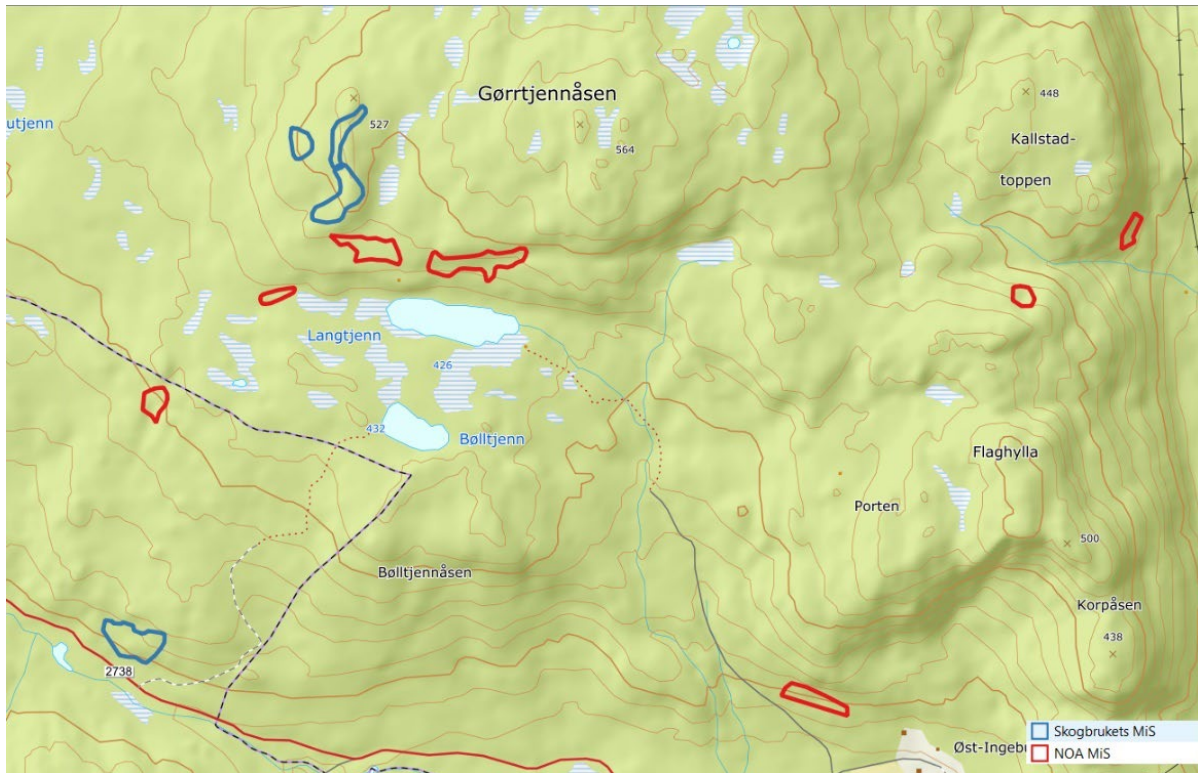 Gørrtjennåsen
448
527
Kallstad-
utjenn
564
toppen
Langtjenn
426
432
Bølltjenn
Flaghylla
Porten
500
Bølltjennåsen
Korpåsen
438
2738
Skogbrukets MiS
Øst-Ingebu
NOA MiS